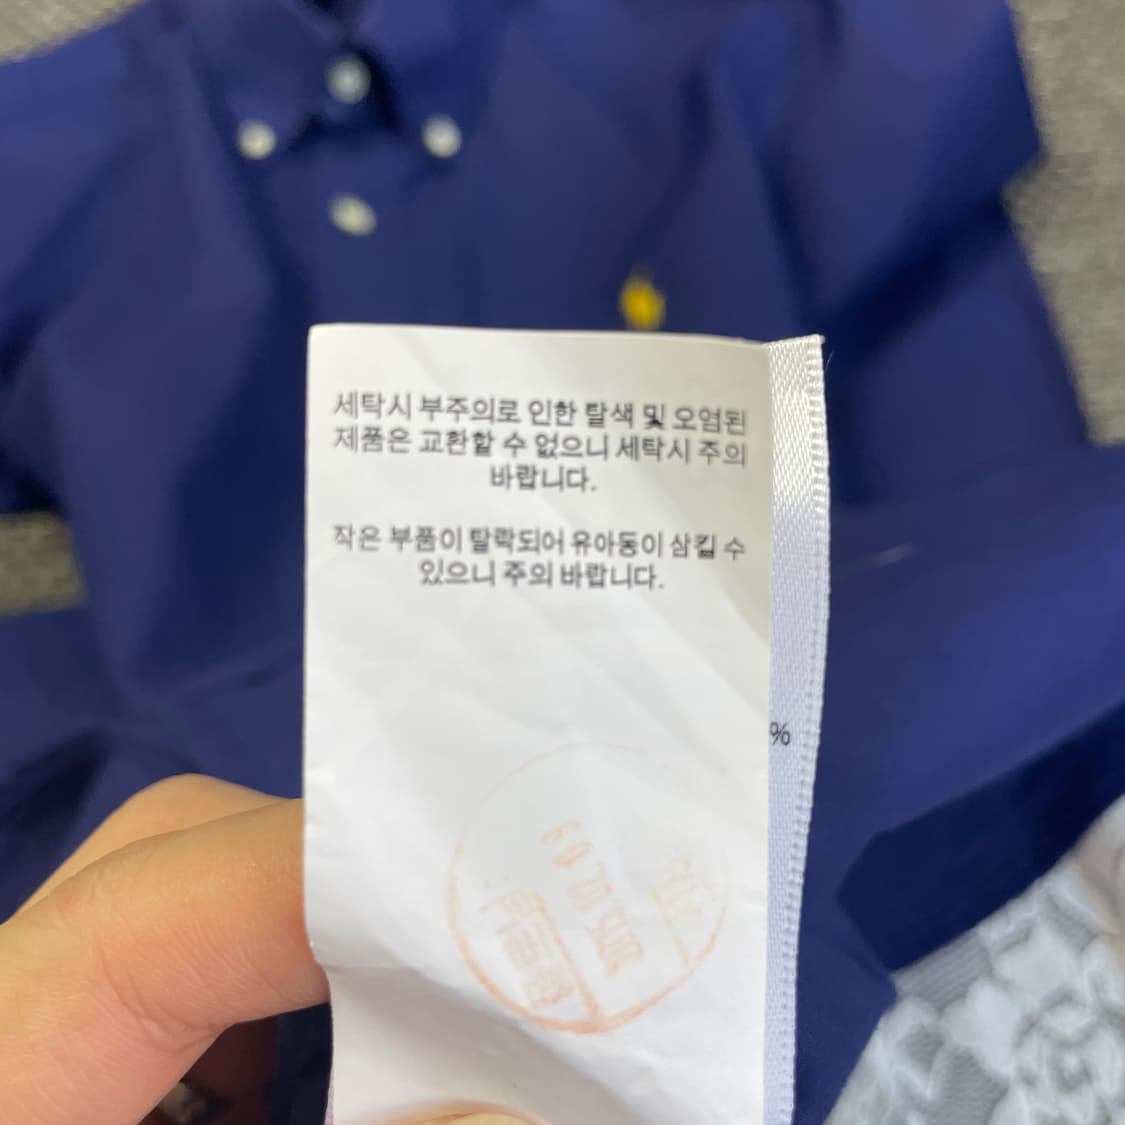 세탁시 부주의로 인한 탈색 및 오염된
제품은 교환할 수 없으니 세탁시 주의
바랍니다.
작은 부품이 탈락되어 유아동이 삼킬 수
있으니 주의 바랍니다.
%